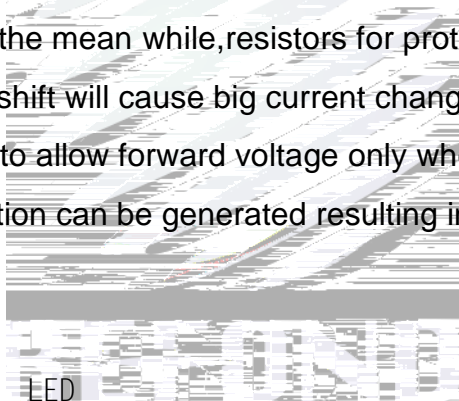 the mean while,resistors for prot
shift will cause big current chang
to allow forward voltage only wh
tion can be generated resulting in
LED